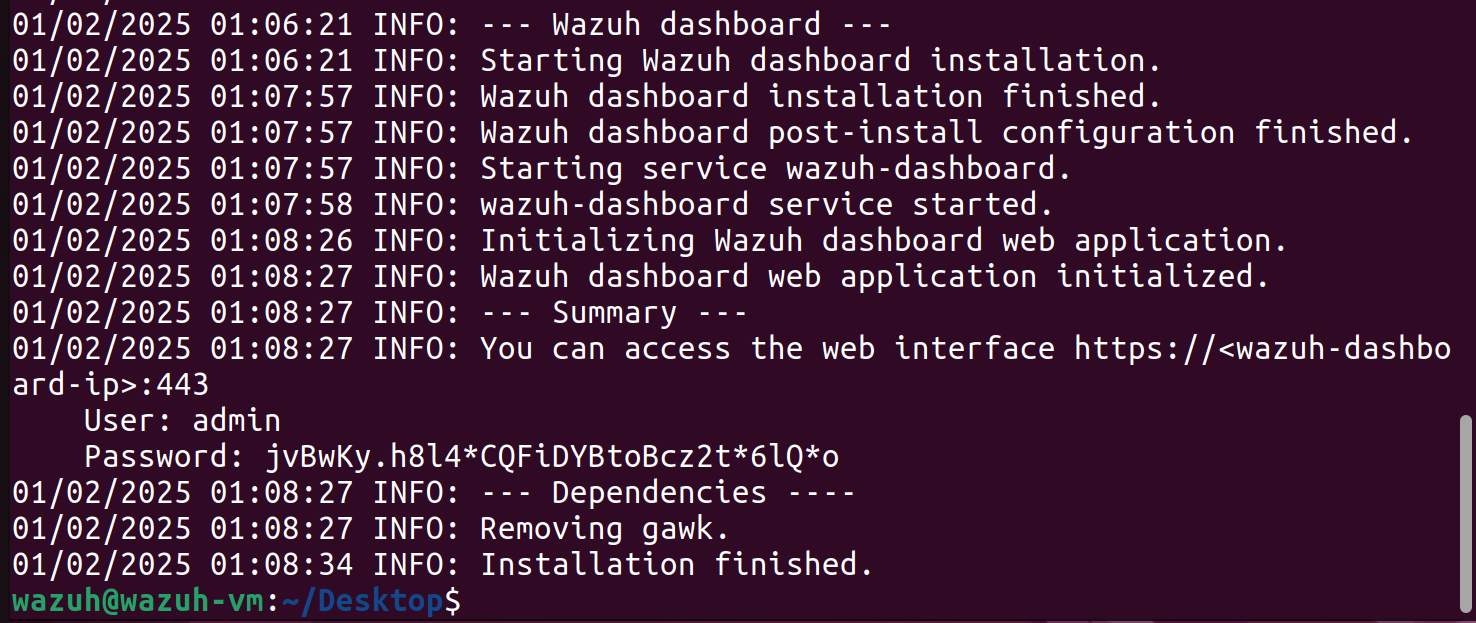 01/02/2025 01:06:21 INFO: --- Wazuh dashboard ---
01/02/2025 01:06:21 INFO: Starting Wazuh dashboard installation.
01/02/2025 01:07:57 INFO: Wazuh dashboard installation finished.
01/02/2025 01:07:57 INFO: Wazuh dashboard post-install configuration finished.
01/02/2025 01:07:57 INFO: Starting service wazuh-dashboard.
01/02/2025 01:07:58 INFO: wazuh-dashboard service started.
01/02/2025 01:08:26 INFO: Initializing Wazuh dashboard web application.
01/02/2025 01:08:27 INFO: Wazuh dashboard web application initialized.
01/02/2025 01:08:27 INFO: --- Summary ---
01/02/2025 01:08:27 INFO: You can access the web interface https://<wazuh-dashbo
ard-ip>:443
    User: admin
    Password: jvBwKy.h8l4*CQFiDYBtoBcz2t*6lQ*o
01/02/2025 01:08:27 INFO: --- Dependencies ----
01/02/2025 01:08:27 INFO: Removing gawk.
01/02/2025 01:08:34 INFO: Installation finished.
wazuh@wazuh-vm:~/Desktop$